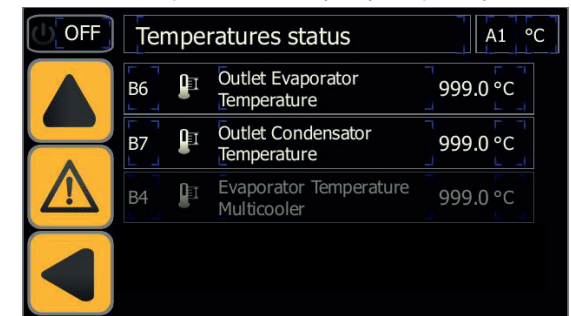 OFF Temperatures status A1 °C
B6 Outlet Evaporator
Temperature 999.0 °C
B7 Outlet Condensator
Temperature 999.0 °C
B4 Evaporator Temperature
Multicooler 999.0 °C